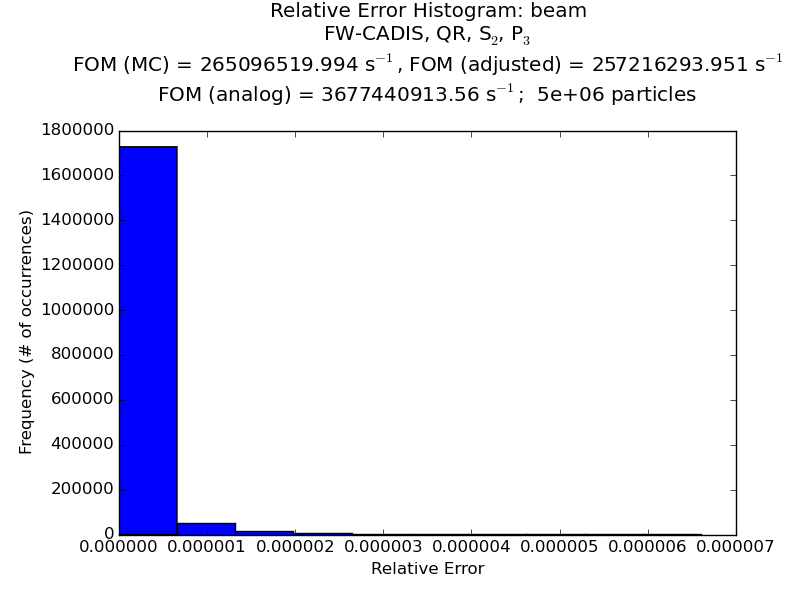 Relative Error Histogram: beam
FW-CADIS, QR, S₂, P₃
FOM (MC) = 265096519.994 s⁻¹, FOM (adjusted) = 257216293.951 s⁻¹
FOM (analog) = 3677440913.56 s⁻¹;  5e+06 particles
1800000
1600000
1400000
1200000
1000000
800000
600000
400000
200000
0
Frequency (# of occurrences)
0.000000 0.000001 0.000002 0.000003 0.000004 0.000005 0.000006 0.000007
Relative Error